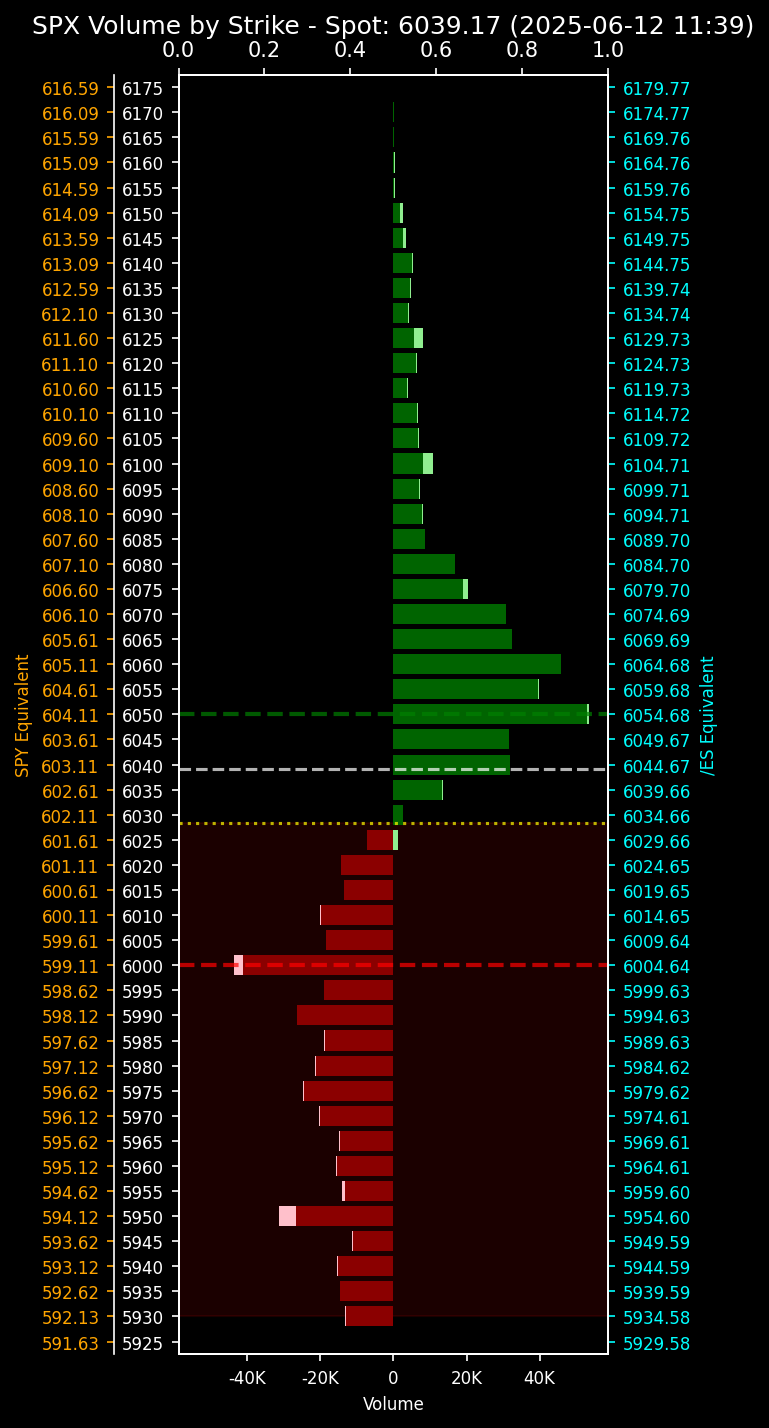 SPX Volume by Strike - Spot: 6039.17 (2025-06-12 11:39)
0.0 0.2 0.4 0.6 0.8 1.0
616.59 6175 6179.77
616.09 6170 6174.77
615.59 6165 6169.76
615.09 6160 6164.76
614.59 6155 6159.76
614.09 6150 6154.75
613.59 6145 6149.75
613.09 6140 6144.75
612.59 6135 6139.74
612.10 6130 6134.74
611.60 6125 6129.73
611.10 6120 6124.73
610.60 6115 6119.73
610.10 6110 6114.72
609.60 6105 6109.72
609.10 6100 6104.71
608.60 6095 6099.71
608.10 6090 6094.71
607.60 6085 6089.70
607.10 6080 6084.70
606.60 6075 6079.70
606.10 6070 6074.69
605.61 6065 6069.69
605.11 6060 6064.68
604.61 6055 6059.68
604.11 6050 6054.68
603.61 6045 6049.67
603.11 6040 6044.67
602.61 6035 6039.66
602.11 6030 6034.66
601.61 6025 6029.66
601.11 6020 6024.65
600.61 6015 6019.65
600.11 6010 6014.65
599.61 6005 6009.64
599.11 6000 6004.64
598.62 5995 5999.63
598.12 5990 5994.63
597.62 5985 5989.63
597.12 5980 5984.62
596.62 5975 5979.62
596.12 5970 5974.61
595.62 5965 5969.61
595.12 5960 5964.61
594.62 5955 5959.60
594.12 5950 5954.60
593.62 5945 5949.59
593.12 5940 5944.59
592.62 5935 5939.59
592.13 5930 5934.58
591.63 5925 5929.58
SPY Equivalent
/ES Equivalent
-40K -20K 0 20K 40K
Volume